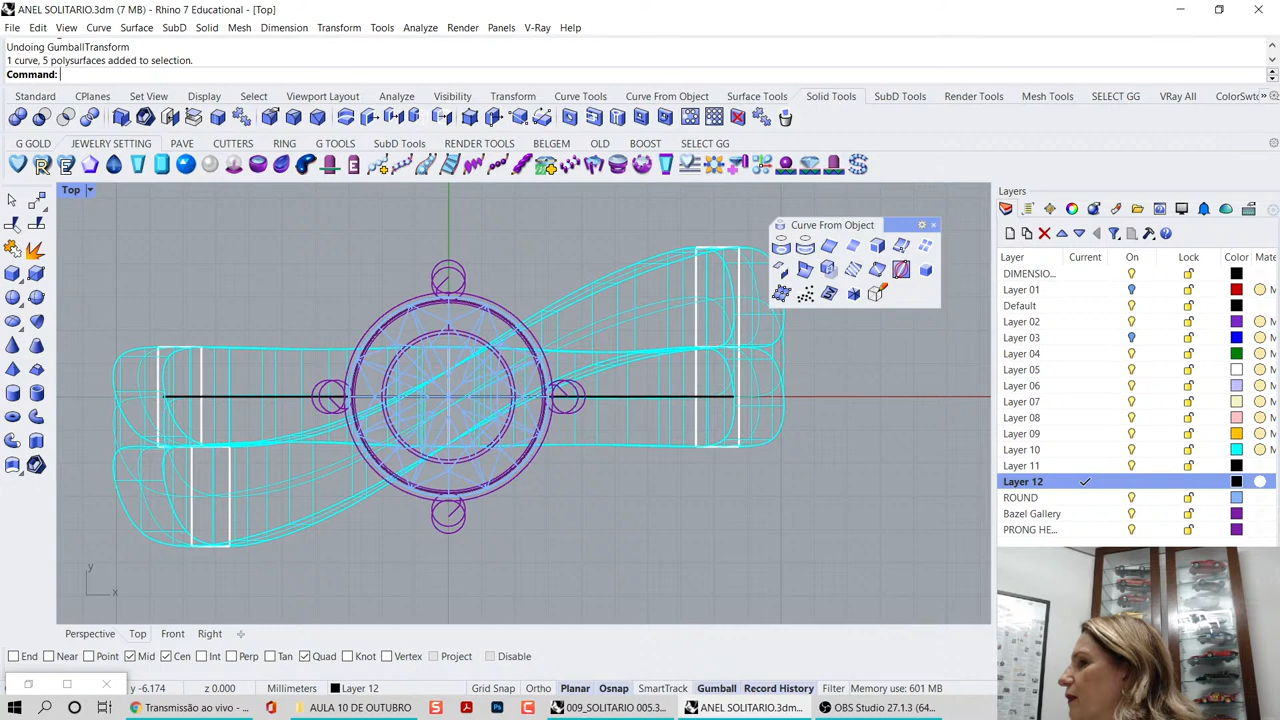 ANEL SOLITARIO.3dm (7 MB) - Rhino 7 Educational - [Top]
File Edit View Curve Surface SubD Solid Mesh Dimension Transform Tools Analyze Render Panels V-Ray Help
Undoing GumballTransform
1 curve, 5 polysurfaces added to selection.
Command:
Standard CPlanes Set View Display Select Viewport Layout Analyze Visibility Transform Curve Tools Curve From Object Surface Tools Solid Tools SubD Tools Render Tools Mesh Tools SELECT GG VRay All ColorSwtc
G GOLD JEWELRY SETTING PAVE CUTTERS RING G TOOLS SubD Tools RENDER TOOLS BELGEM OLD BOOST SELECT GG
Top
Curve From Object
Layers
Layer Current On Lock Color Mate
DIMENSIO...
Layer 01
Default
Layer 02
Layer 03
Layer 04
Layer 05
Layer 06
Layer 07
Layer 08
Layer 09
Layer 10
Layer 11
Layer 12
ROUND
Bazel Gallery
PRONG HE...
y
x
Perspective Top Front Right
End Near Point Mid Cen Int Perp Tan Quad Knot Vertex Project Disable
y -6.174 z 0.000 Millimeters Layer 12 Grid Snap Ortho Planar Osnap SmartTrack Gumball Record History Filter Memory use: 601 MB
Transmissão ao vivo - ... AULA 10 DE OUTUBRO 009_SOLITARIO 005.3... ANEL SOLITARIO.3dm... OBS Studio 27.1.3 (64...